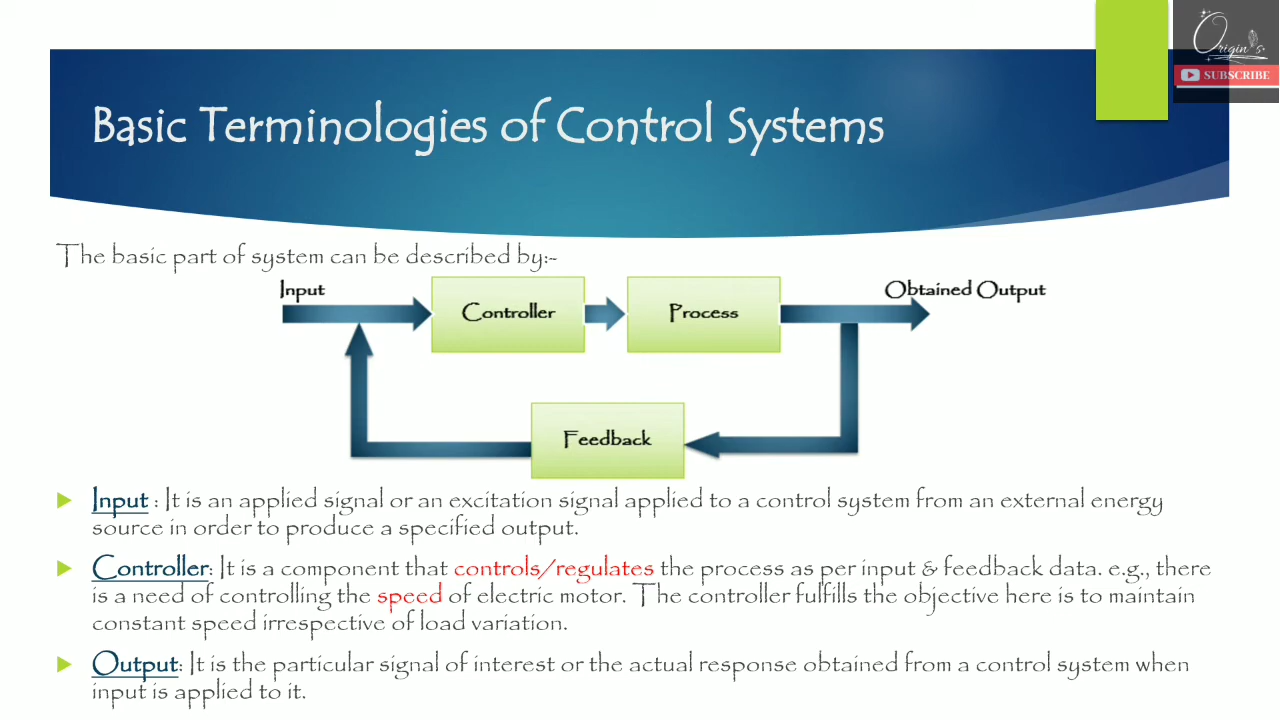 Origin's
SUBSCRIBE
Basic Terminologies of Control Systems
The basic part of system can be described by:-
Input
Controller
Process
Obtained Output
Feedback
Input : It is an applied signal or an excitation signal applied to a control system from an external energy
source in order to produce a specified output.
Controller: It is a component that controls/regulates the process as per input & feedback data. e.g., there
is a need of controlling the speed of electric motor. The controller fulfills the objective here is to maintain
constant speed irrespective of load variation.
Output: It is the particular signal of interest or the actual response obtained from a control system when
input is applied to it.